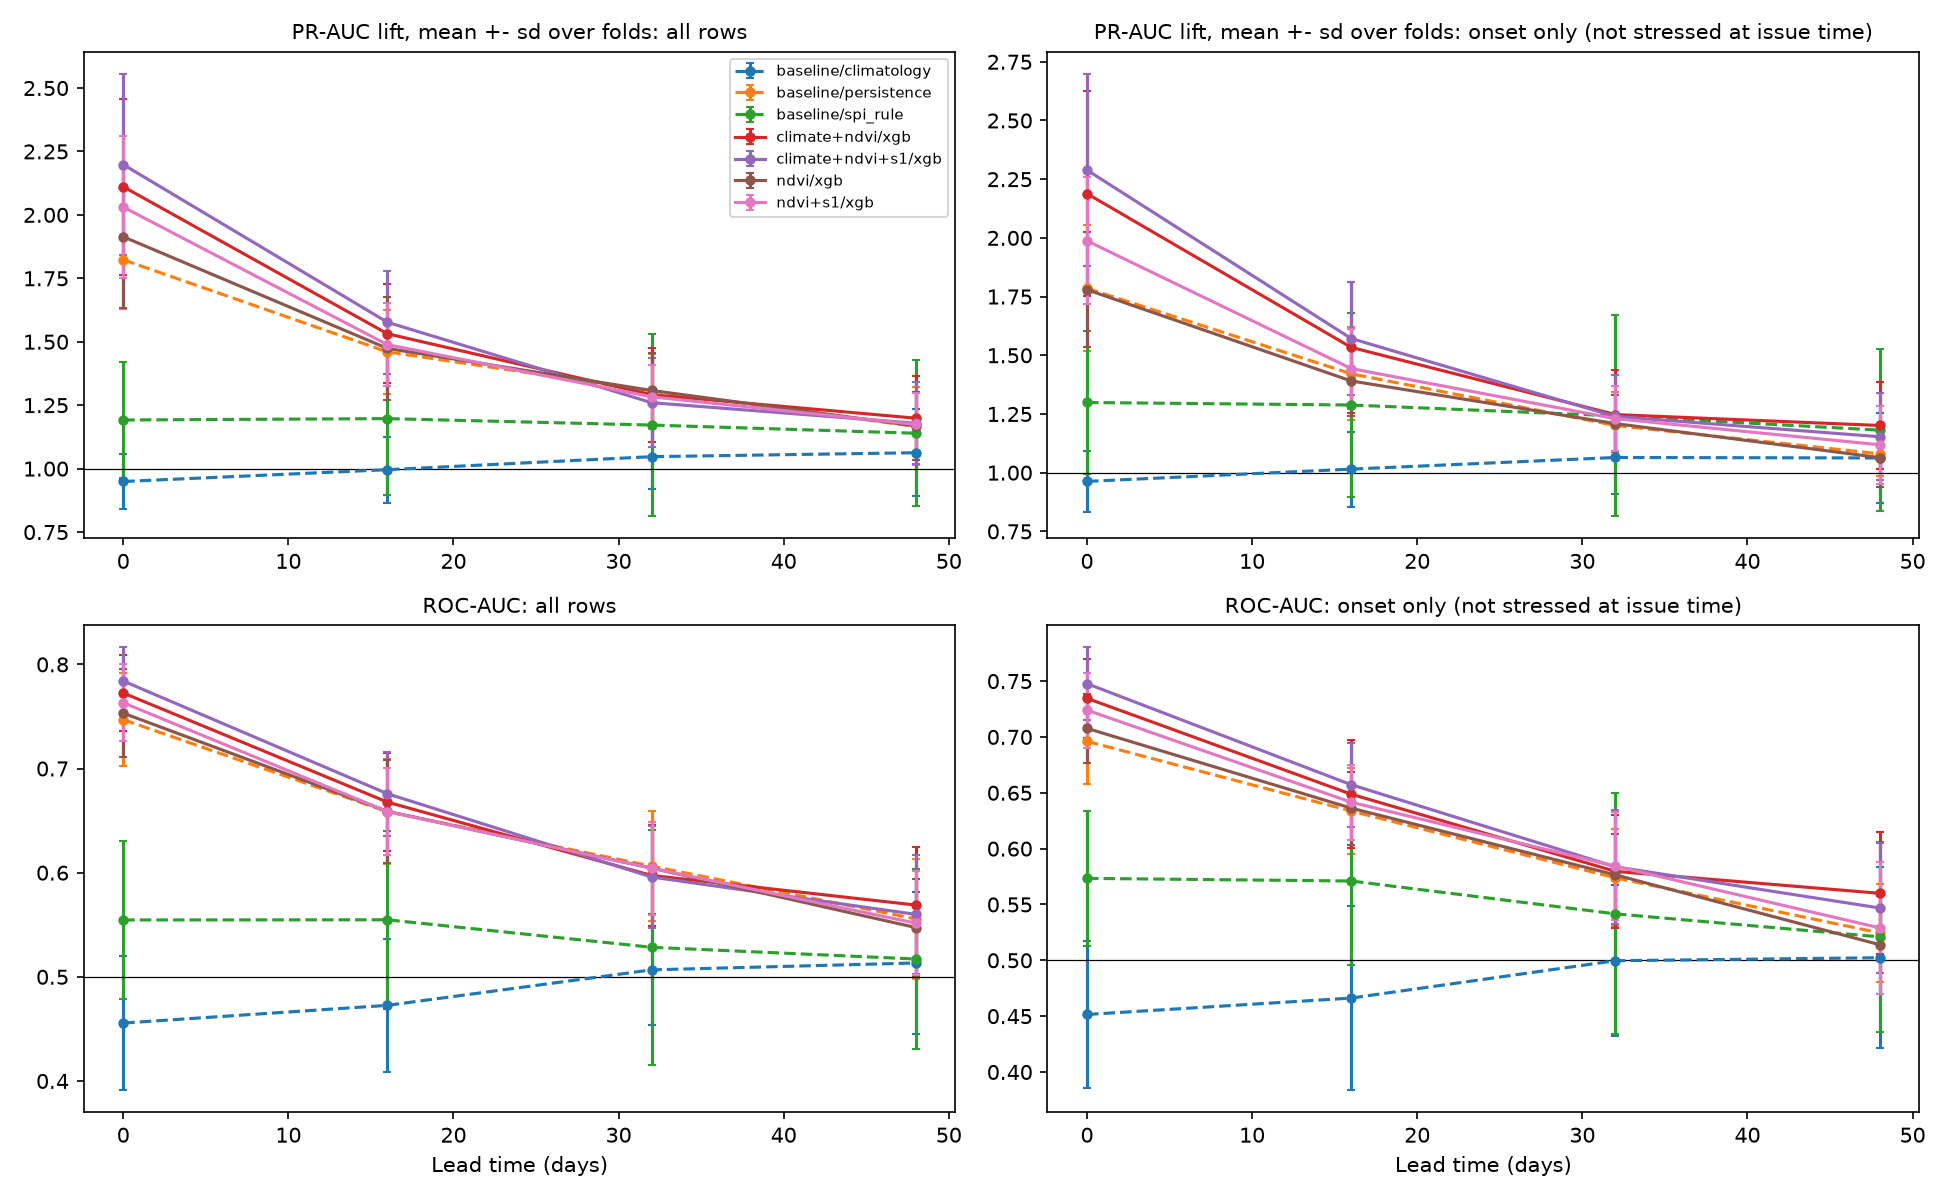 PR-AUC lift, mean +- sd over folds: all rows
2.50
2.25
2.00
1.75
1.50
1.25
1.00
0.75
0 10 20 30 40 50
baseline/climatology
baseline/persistence
baseline/spi_rule
climate+ndvi/xgb
climate+ndvi+s1/xgb
ndvi/xgb
ndvi+s1/xgb
PR-AUC lift, mean +- sd over folds: onset only (not stressed at issue time)
2.75
2.50
2.25
2.00
1.75
1.50
1.25
1.00
0.75
0 10 20 30 40 50
ROC-AUC: all rows
0.8
0.7
0.6
0.5
0.4
0 10 20 30 40 50
Lead time (days)
ROC-AUC: onset only (not stressed at issue time)
0.75
0.70
0.65
0.60
0.55
0.50
0.45
0.40
0 10 20 30 40 50
Lead time (days)